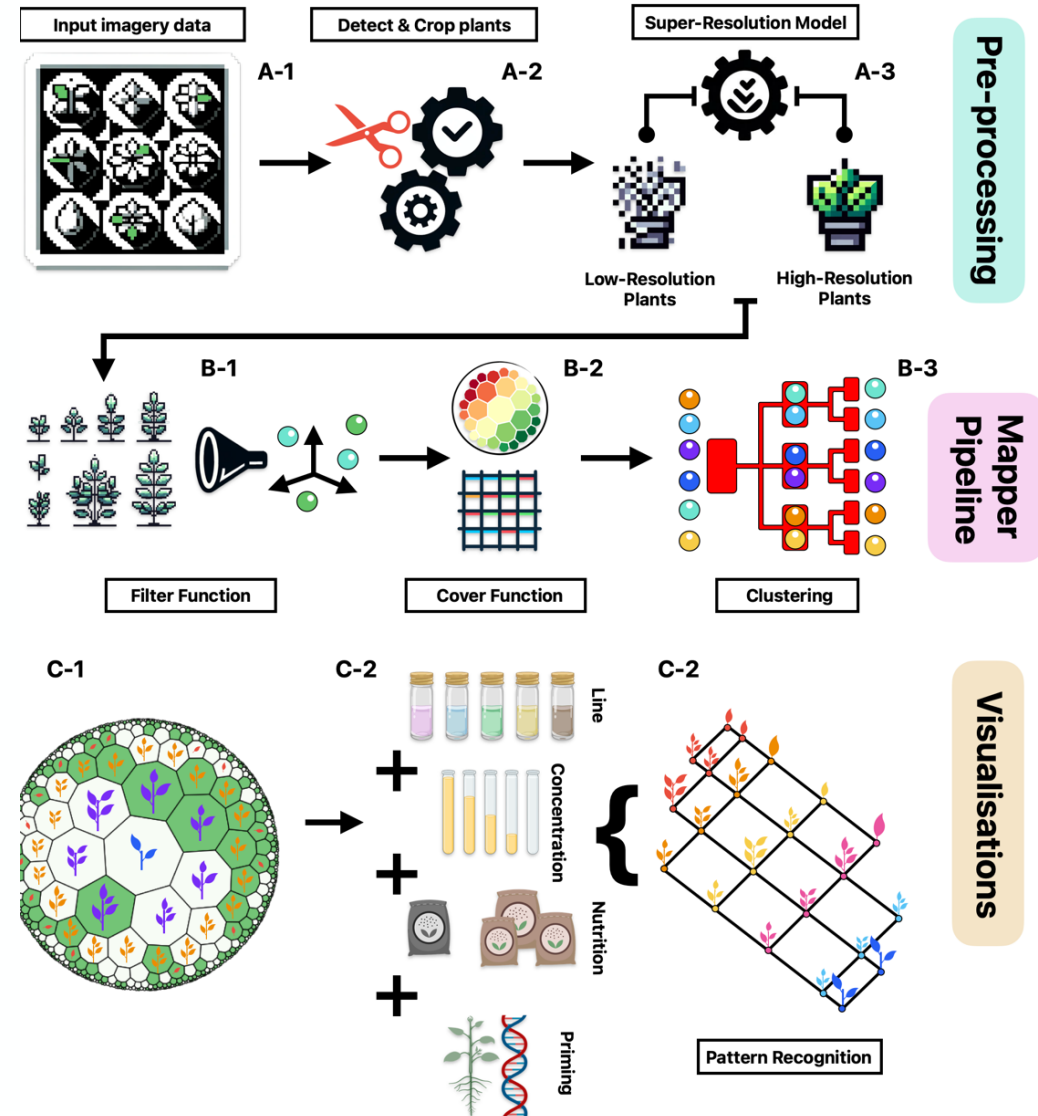 Input imagery data
Detect & Crop plants
Super-Resolution Model
A-1
A-2
A-3
Pre-processing
Low-Resolution
Plants
High-Resolution
Plants
B-1
B-2
B-3
Mapper
Pipeline
Filter Function
Cover Function
Clustering
C-1
C-2
C-2
Line
Concentration
Nutrition
Priming
Visualisations
Pattern Recognition